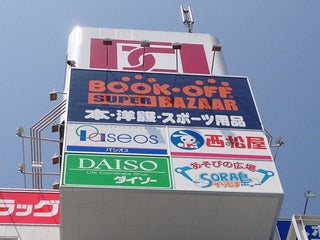 BOOK・OFF
SUPER BAZAAR
本・洋服・スポーツ用品
Paseos
パシオス
西松屋
DAISO
ダイソー
あそびの広場
SORA島
ラッグ